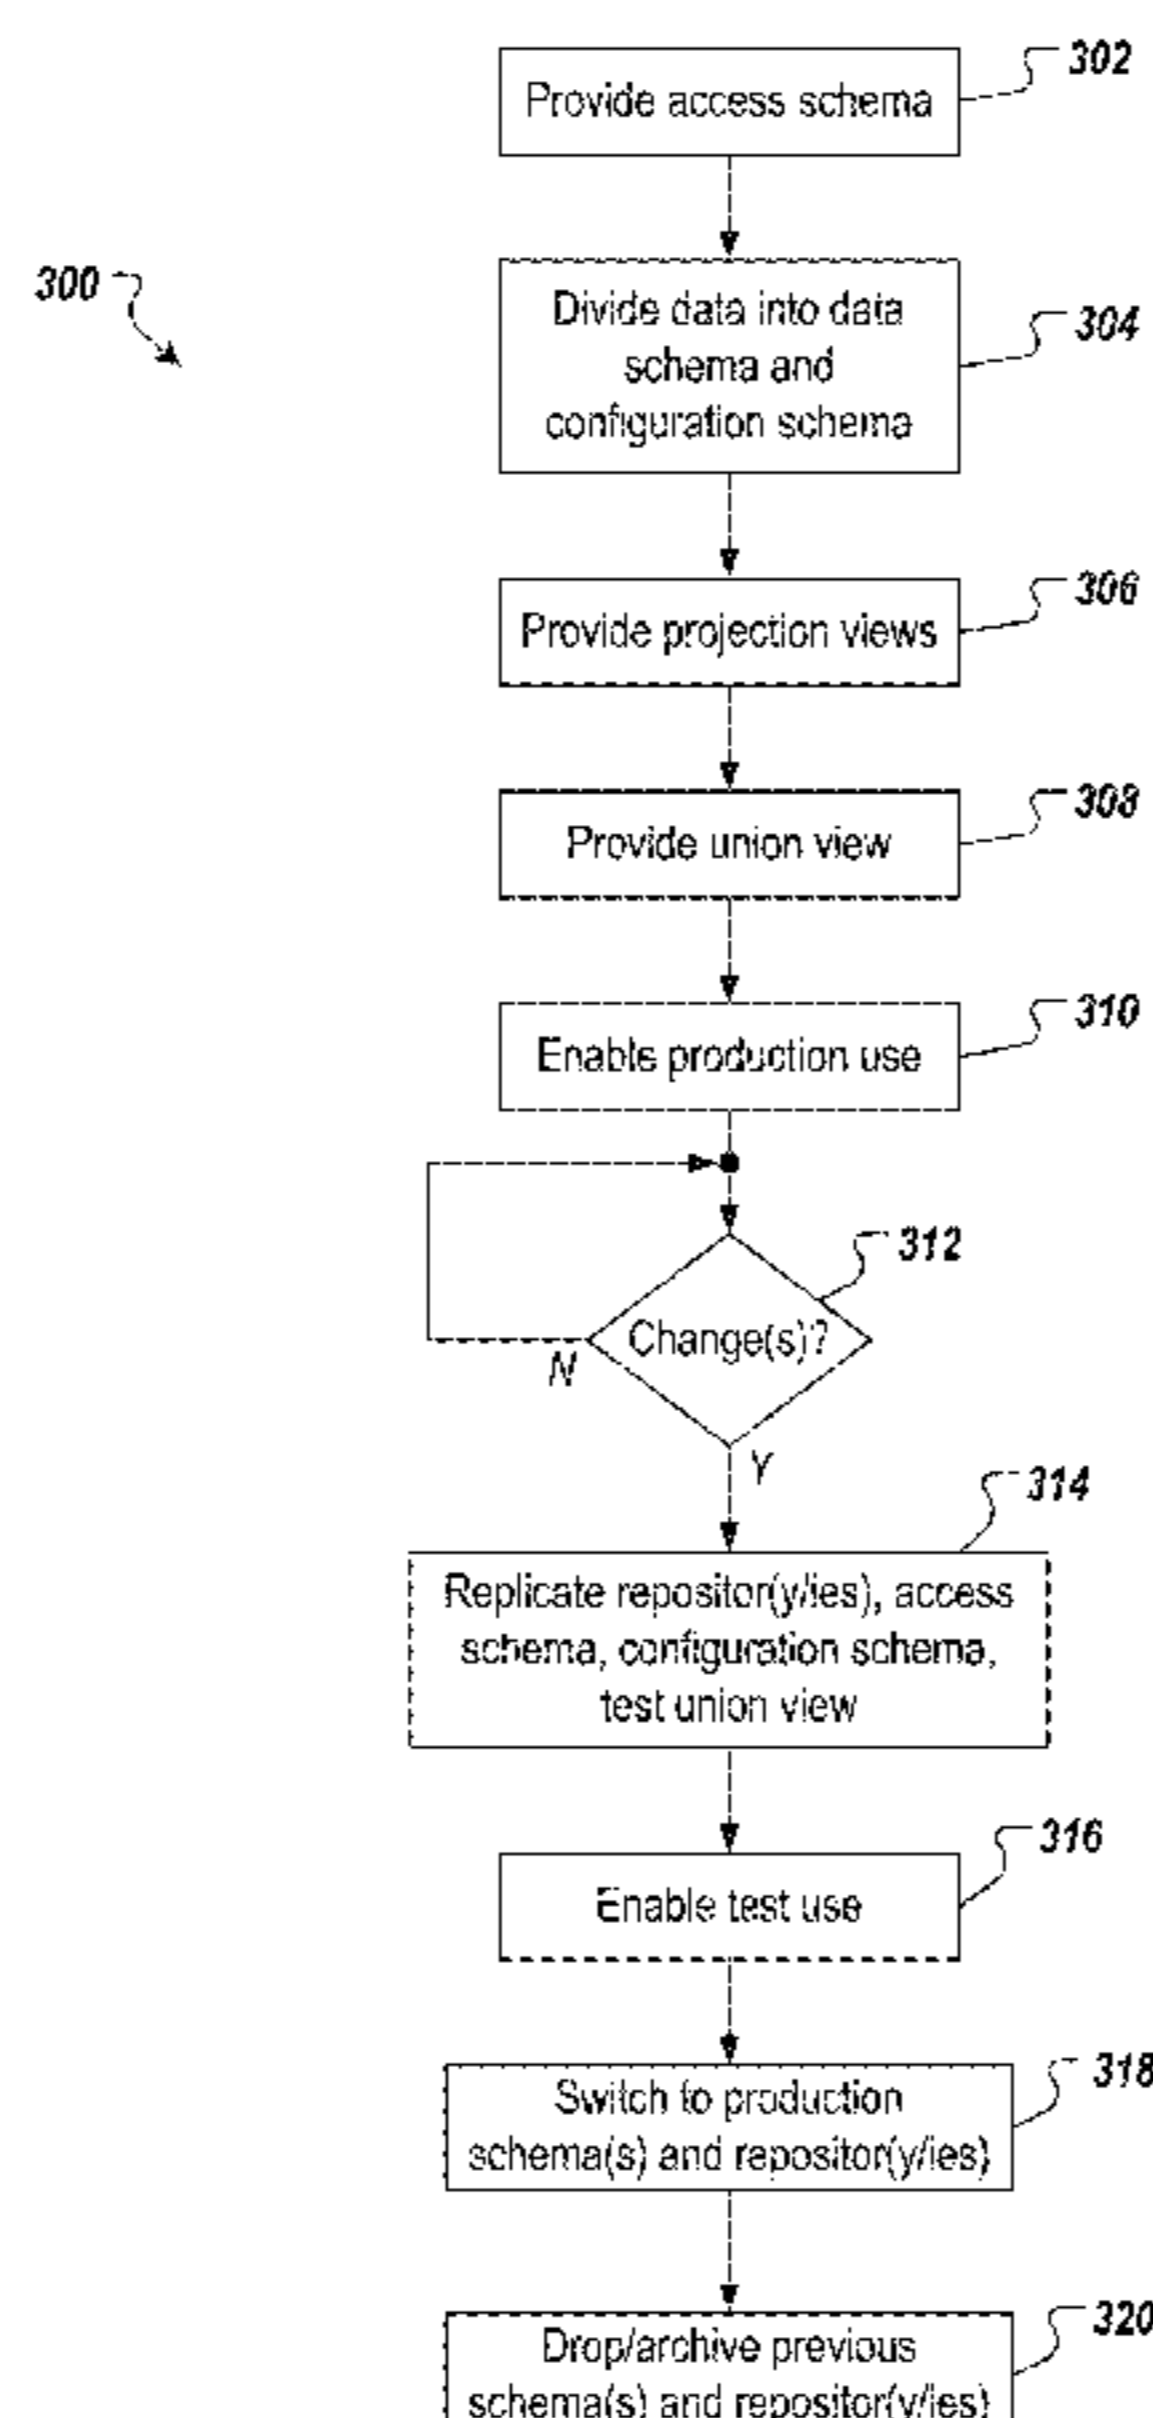 302
Provide access schema
300
Divide data into data
schema and
configuration schema
304
306
Provide projection views
308
Provide union view
310
Enable production use
312
Change(s)?
N
Y
314
Replicate repositor(y/ies), access
schema, configuration schema,
test union view
316
Enable test use
318
Switch to production
schema(s) and repositor(y/ies)
320
Drop/archive previous
schema(s) and repositor(y/ies)